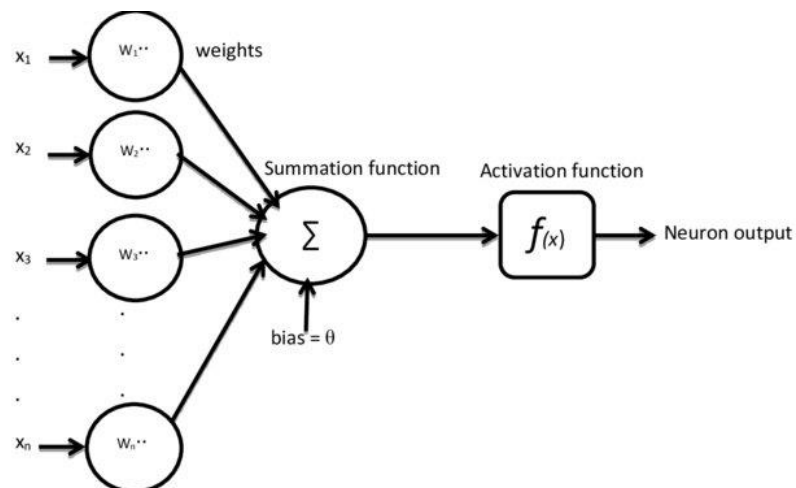 x₁
W₁..
weights
x₂
W₂..
Summation function
Activation function
x₃
W₃..
Σ
f(x)
Neuron output
bias = θ
xₙ
Wₙ..